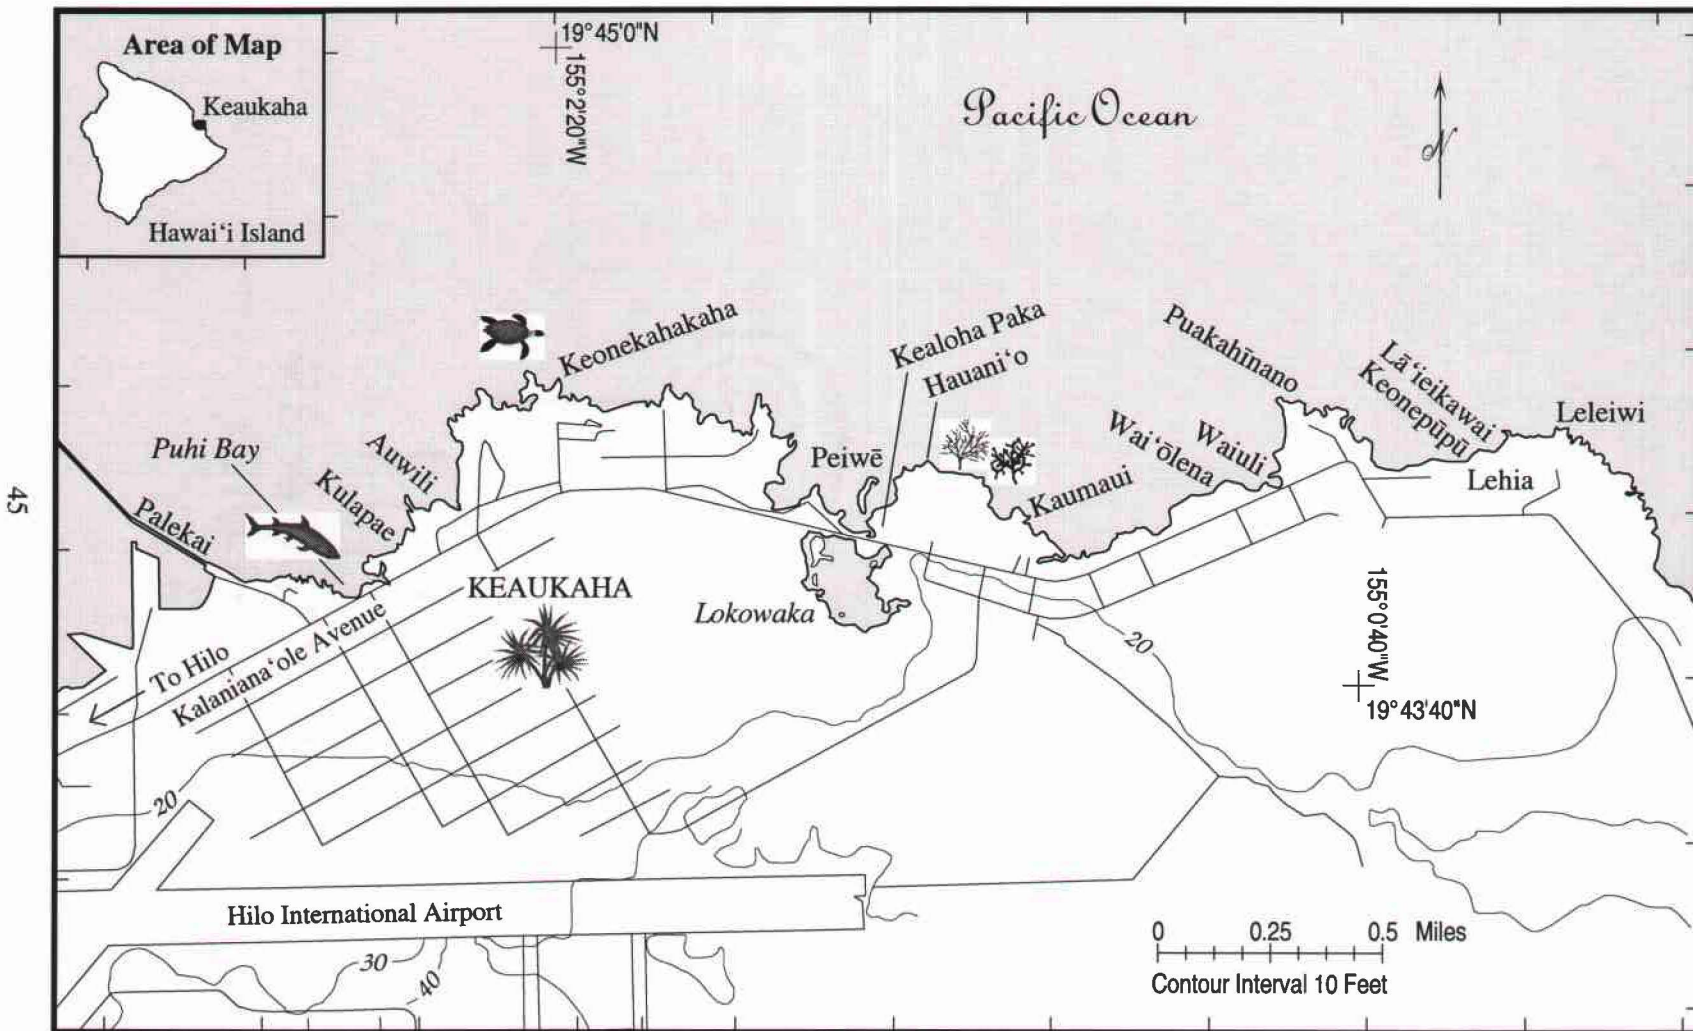 Area of Map
Keaukaha
Hawai‘i Island
19°45'0"N
155°2'20"W
Pacific Ocean
N
45
Keonekahakaha
Kealoha Paka
Hauani‘o
Puakahīnano
Lā‘ieikawai
Keonepūpū
Leleiwi
Puhi Bay
Auwili
Kulapae
Palekai
Peiwē
Kaumaui
Wai‘ōlena
Waiuli
Lehia
KEAUKAHA
Lokowaka
To Hilo
Kalaniana‘ole Avenue
20
20
155°0'40"W
19°43'40"N
Hilo International Airport
30
40
0 0.25 0.5 Miles
Contour Interval 10 Feet